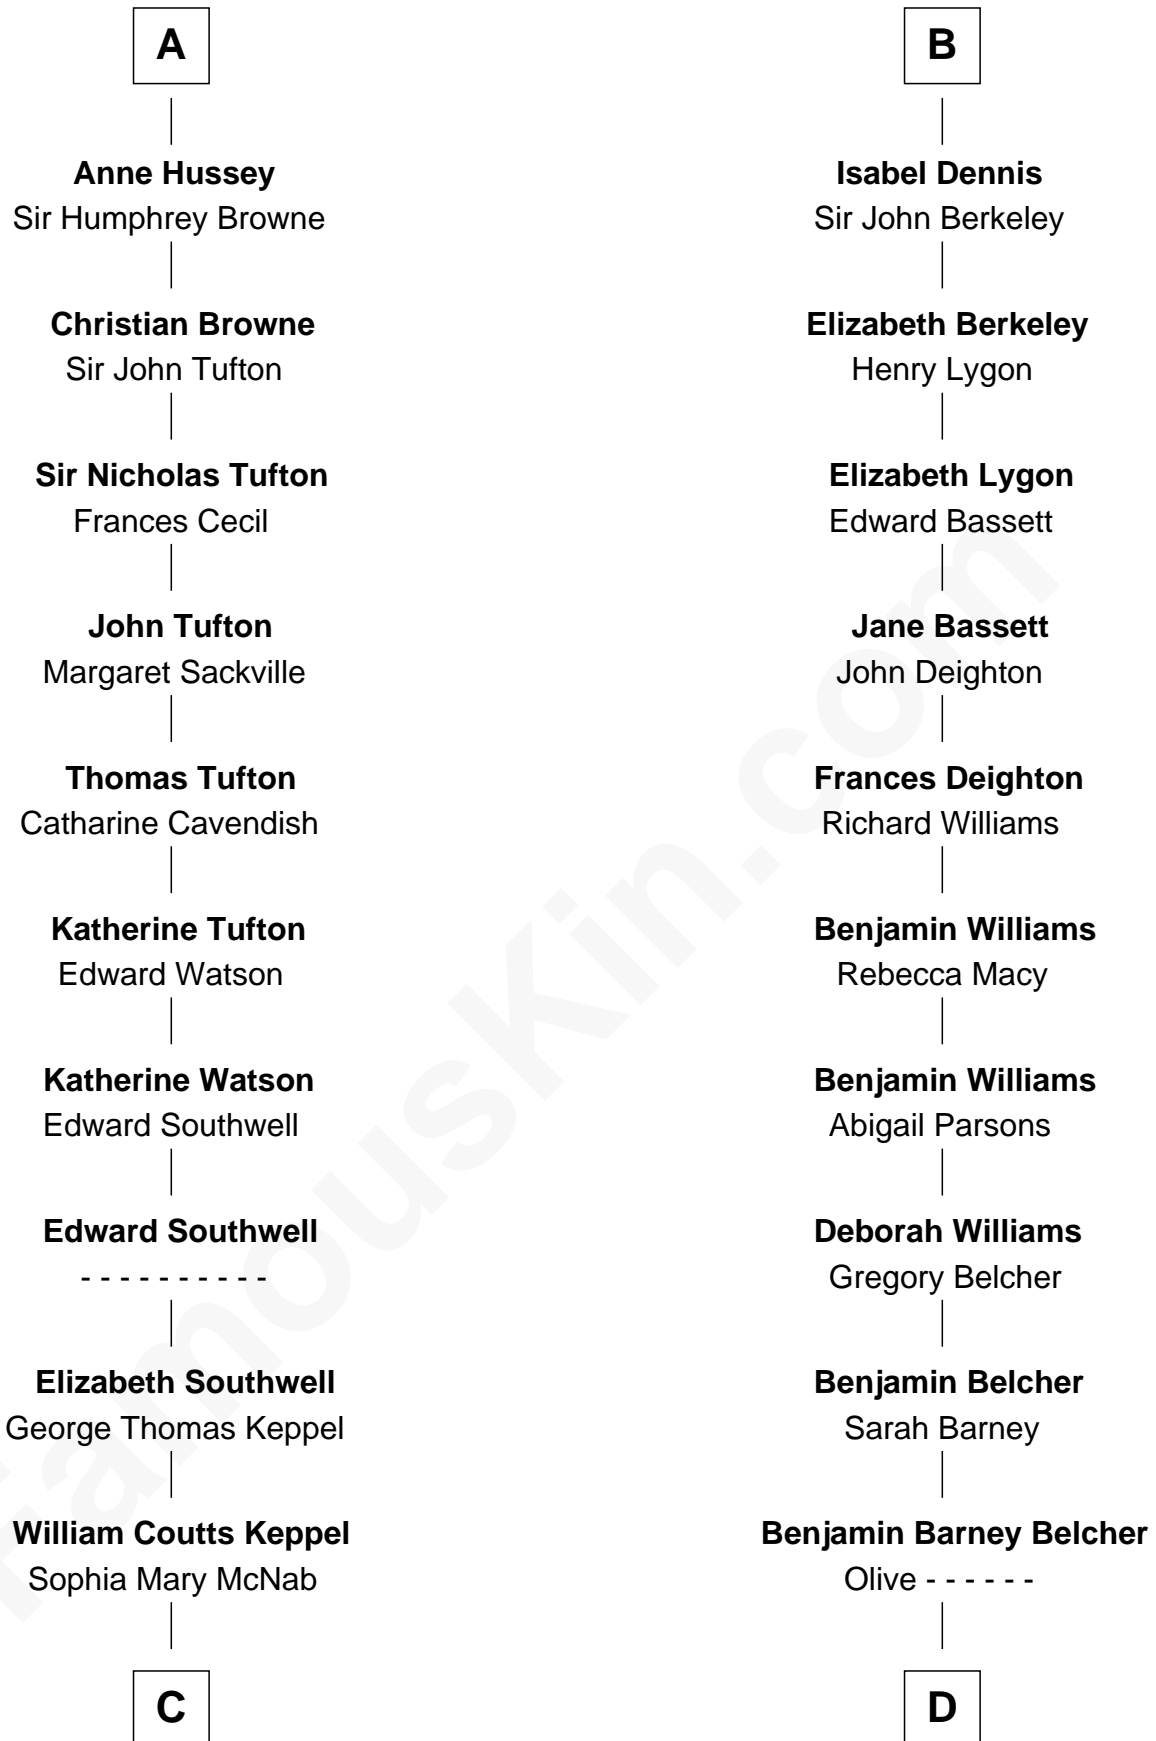 A
Anne Hussey
Sir Humphrey Browne
Christian Browne
Sir John Tufton
Sir Nicholas Tufton
Frances Cecil
John Tufton
Margaret Sackville
Thomas Tufton
Catharine Cavendish
Katherine Tufton
Edward Watson
Katherine Watson
Edward Southwell
Edward Southwell
- - - - - - - - - -
Elizabeth Southwell
George Thomas Keppel
William Coutts Keppel
Sophia Mary McNab
C
B
Isabel Dennis
Sir John Berkeley
Elizabeth Berkeley
Henry Lygon
Elizabeth Lygon
Edward Bassett
Jane Bassett
John Deighton
Frances Deighton
Richard Williams
Benjamin Williams
Rebecca Macy
Benjamin Williams
Abigail Parsons
Deborah Williams
Gregory Belcher
Benjamin Belcher
Sarah Barney
Benjamin Barney Belcher
Olive - - - - - -
D
FamousKin.com